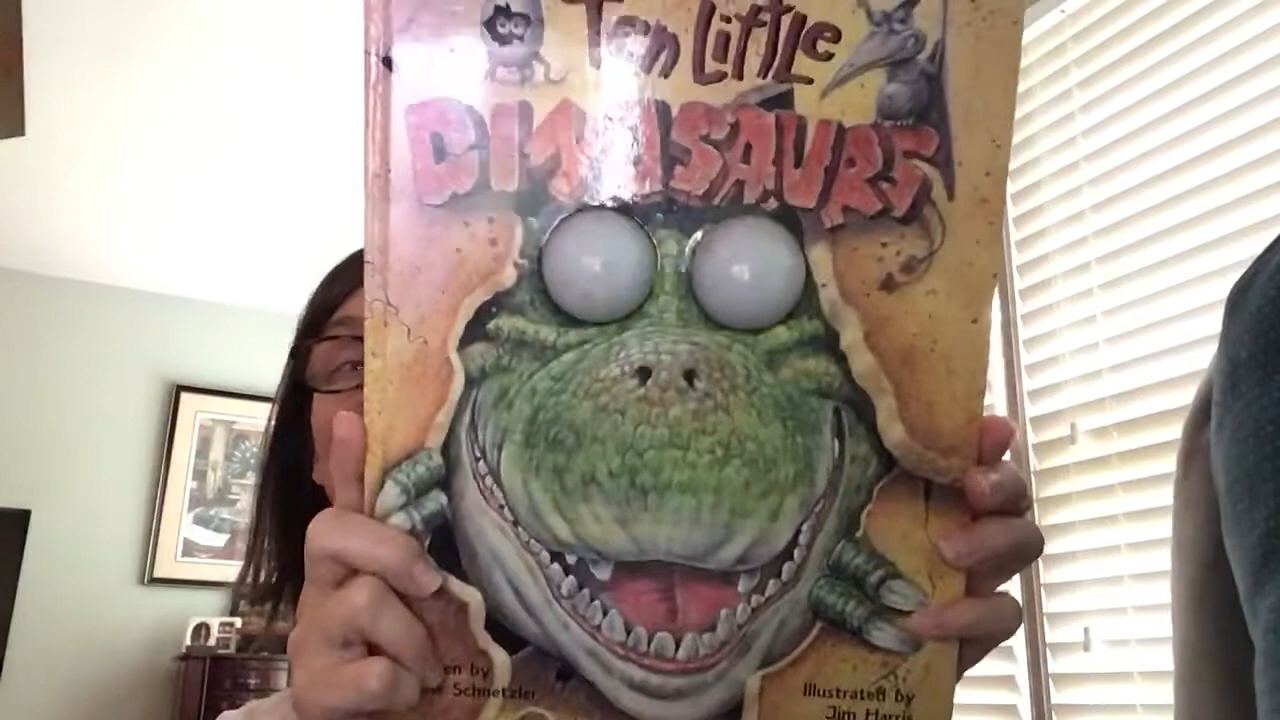 Ten Little
DINOSAURS
en by
Schnetzler
Illustrated by
Jim Harris